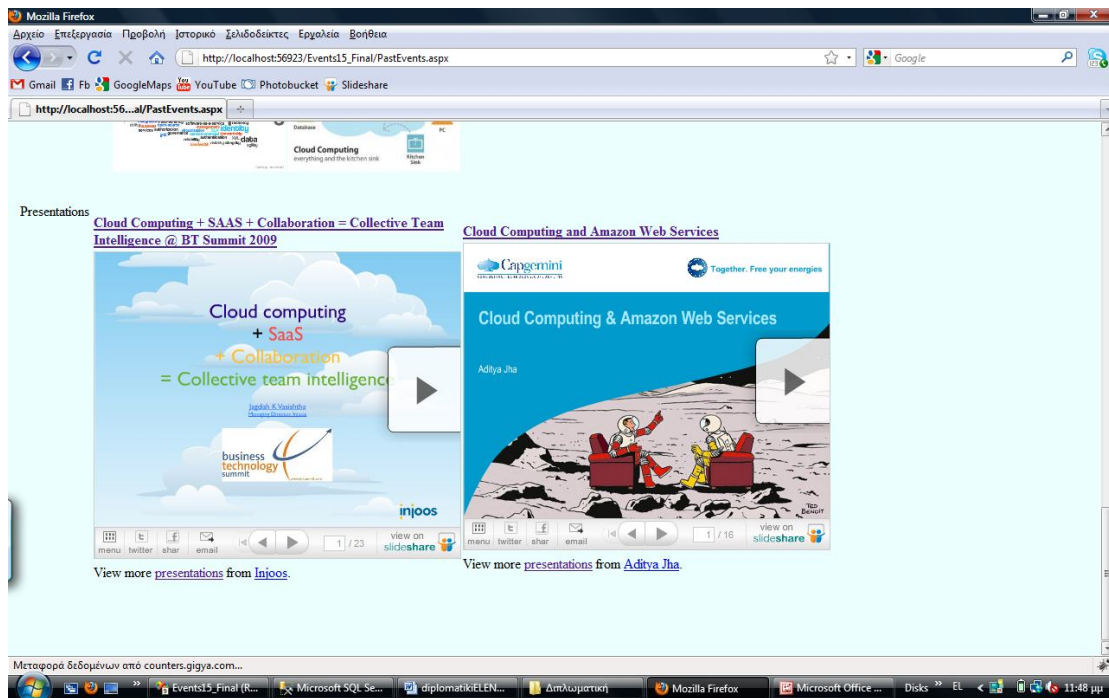 Mozilla Firefox
Αρχείο Επεξεργασία Προβολή Ιστορικό Σελιδοδείκτες Εργαλεία Βοήθεια
http://localhost:56923/Events15_Final/PastEvents.aspx
Google
Gmail Fb GoogleMaps YouTube Photobucket Slideshare
http://localhost:56...al/PastEvents.aspx
identity
data
Database
PC
Cloud Computing
everything and the kitchen sink
Kitchen
Sink
Presentations
Cloud Computing + SAAS + Collaboration = Collective Team
Intelligence @ BT Summit 2009
Cloud computing
+ SaaS
+ Collaboration
= Collective team intelligence
Jagdish K Vasishtha
business
technology
summit
injoos
menu twitter shar email
1 / 23
view on
slideshare
View more presentations from Injoos.
Cloud Computing and Amazon Web Services
Capgemini
Together. Free your energies
Cloud Computing & Amazon Web Services
Aditya Jha
TED
BENOIT
menu twitter shar email
1 / 16
view on
slideshare
View more presentations from Aditya Jha.
Μεταφορά δεδομένων από counters.gigya.com...
Events15_Final (R... Microsoft SQL Se... diplomatikiELEN... Διπλωματική Mozilla Firefox Microsoft Office ... Disks EL 11:48 μμ